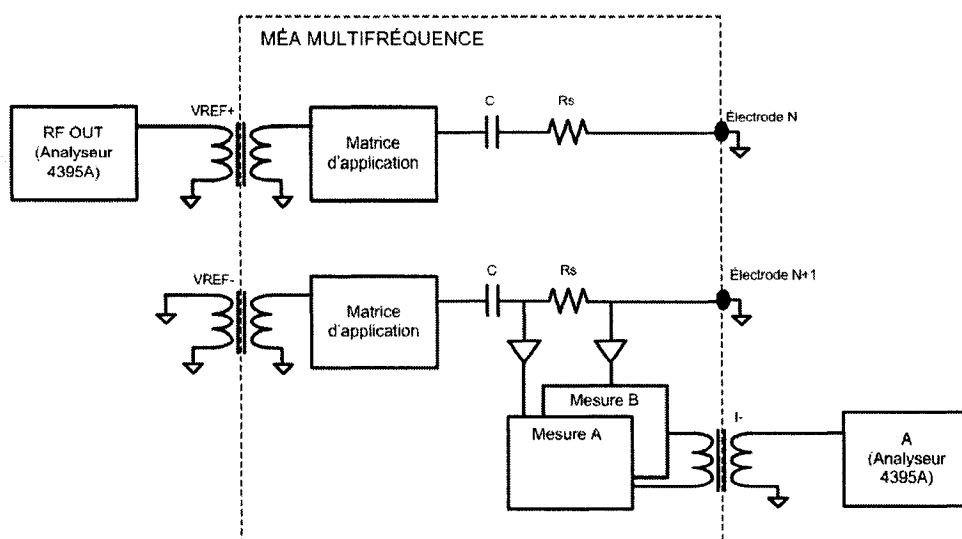 MÉA MULTIFRÉQUENCE
VREF+
C
Rs
Électrode N
RF OUT
(Analyseur
4395A)
Matrice
d'application
VREF-
C
Rs
Électrode N+1
Matrice
d'application
Mesure B
Mesure A
I-
A
(Analyseur
4395A)